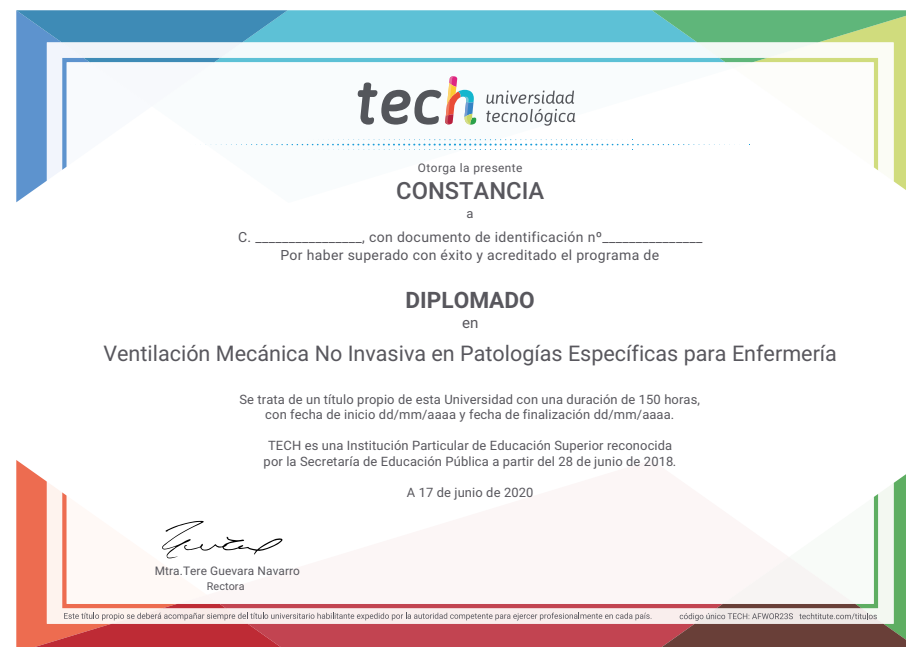 tech universidad
tecnológica
Otorga la presente
CONSTANCIA
a
C. ________________, con documento de identificación nº_______________
Por haber superado con éxito y acreditado el programa de
DIPLOMADO
en
Ventilación Mecánica No Invasiva en Patologías Específicas para Enfermería
Se trata de un título propio de esta Universidad con una duración de 150 horas,
con fecha de inicio dd/mm/aaaa y fecha de finalización dd/mm/aaaa.
TECH es una Institución Particular de Educación Superior reconocida
por la Secretaría de Educación Pública a partir del 28 de junio de 2018.
A 17 de junio de 2020
Mtra.Tere Guevara Navarro
Rectora
Este título propio se deberá acompañar siempre del título universitario habilitante expedido por la autoridad competente para ejercer profesionalmente en cada país. código único TECH: AFWOR23S techtitute.com/titulos